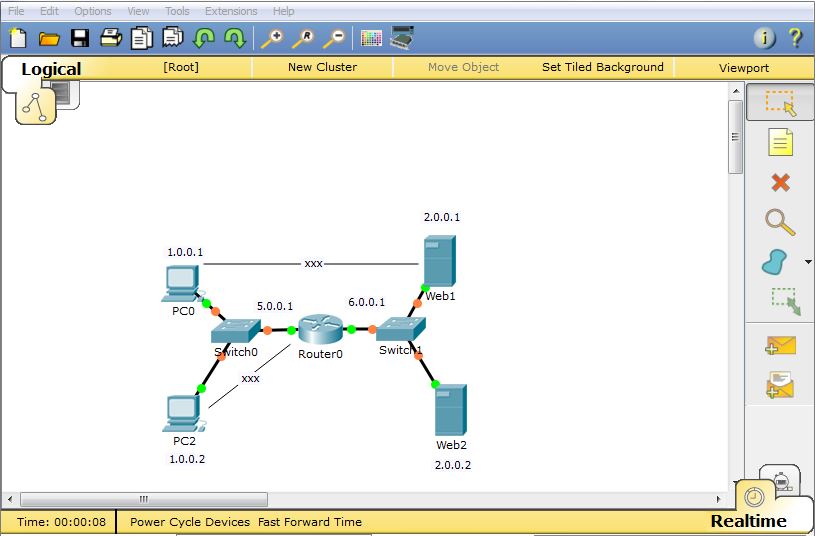 File Edit Options View Tools Extensions Help
Logical [Root] New Cluster Move Object Set Tiled Background Viewport
2.0.0.1
1.0.0.1
xxx
Web1
PC0
5.0.0.1 6.0.0.1
Switch0 Router0 Switch1
xxx
PC2
1.0.0.2
Web2
2.0.0.2
Time: 00:00:08 Power Cycle Devices Fast Forward Time Realtime